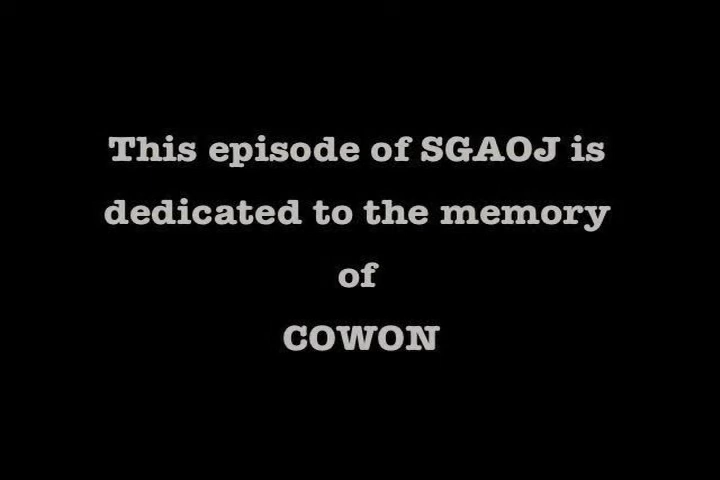 This episode of SGAOJ is
dedicated to the memory
of
COWON